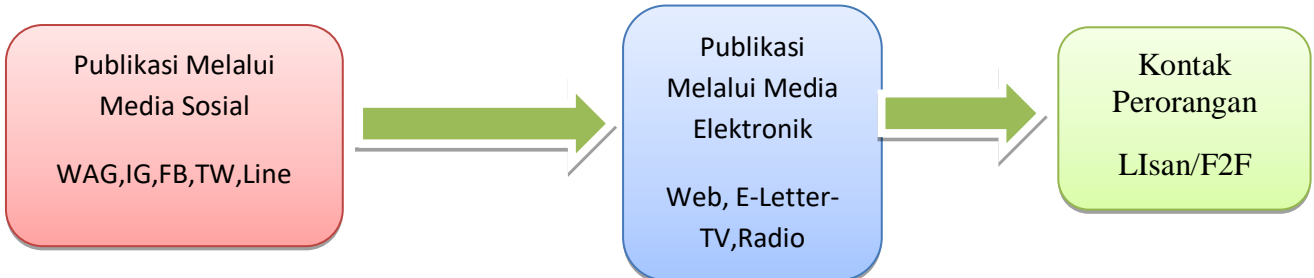 Publikasi Melalui
Media Sosial
WAG,IG,FB,TW,Line
Publikasi
Melalui Media
Elektronik
Web, E-Letter-
TV,Radio
Kontak
Perorangan
LIsan/F2F